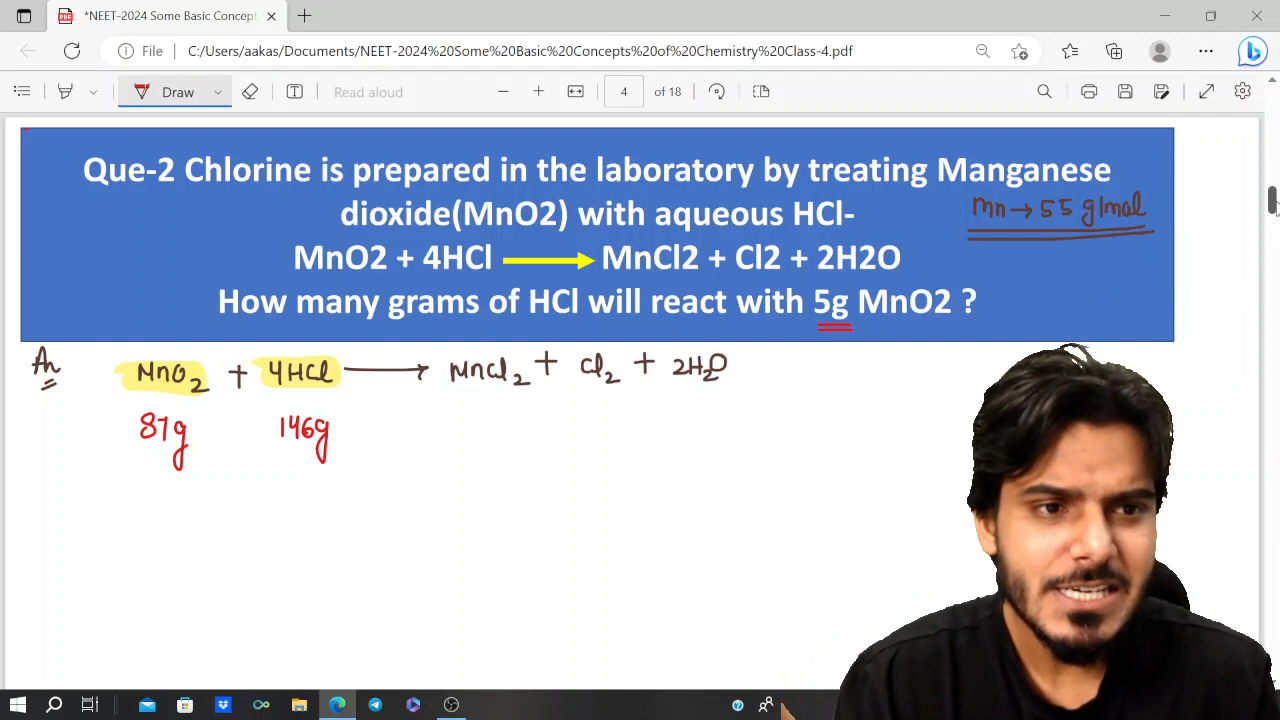 *NEET-2024 Some Basic Concept
File C:/Users/aakas/Documents/NEET-2024%20Some%20Basic%20Concepts%20of%20Chemistry%20Class-4.pdf
Draw Read aloud 4 of 18
Que-2 Chlorine is prepared in the laboratory by treating Manganese
dioxide(MnO2) with aqueous HCl-
Mn → 55 g/mol
MnO2 + 4HCl → MnCl2 + Cl2 + 2H2O
How many grams of HCl will react with 5g MnO2 ?
An MnO₂ + 4HCl → MnCl₂ + Cl₂ + 2H₂O
87g 146g